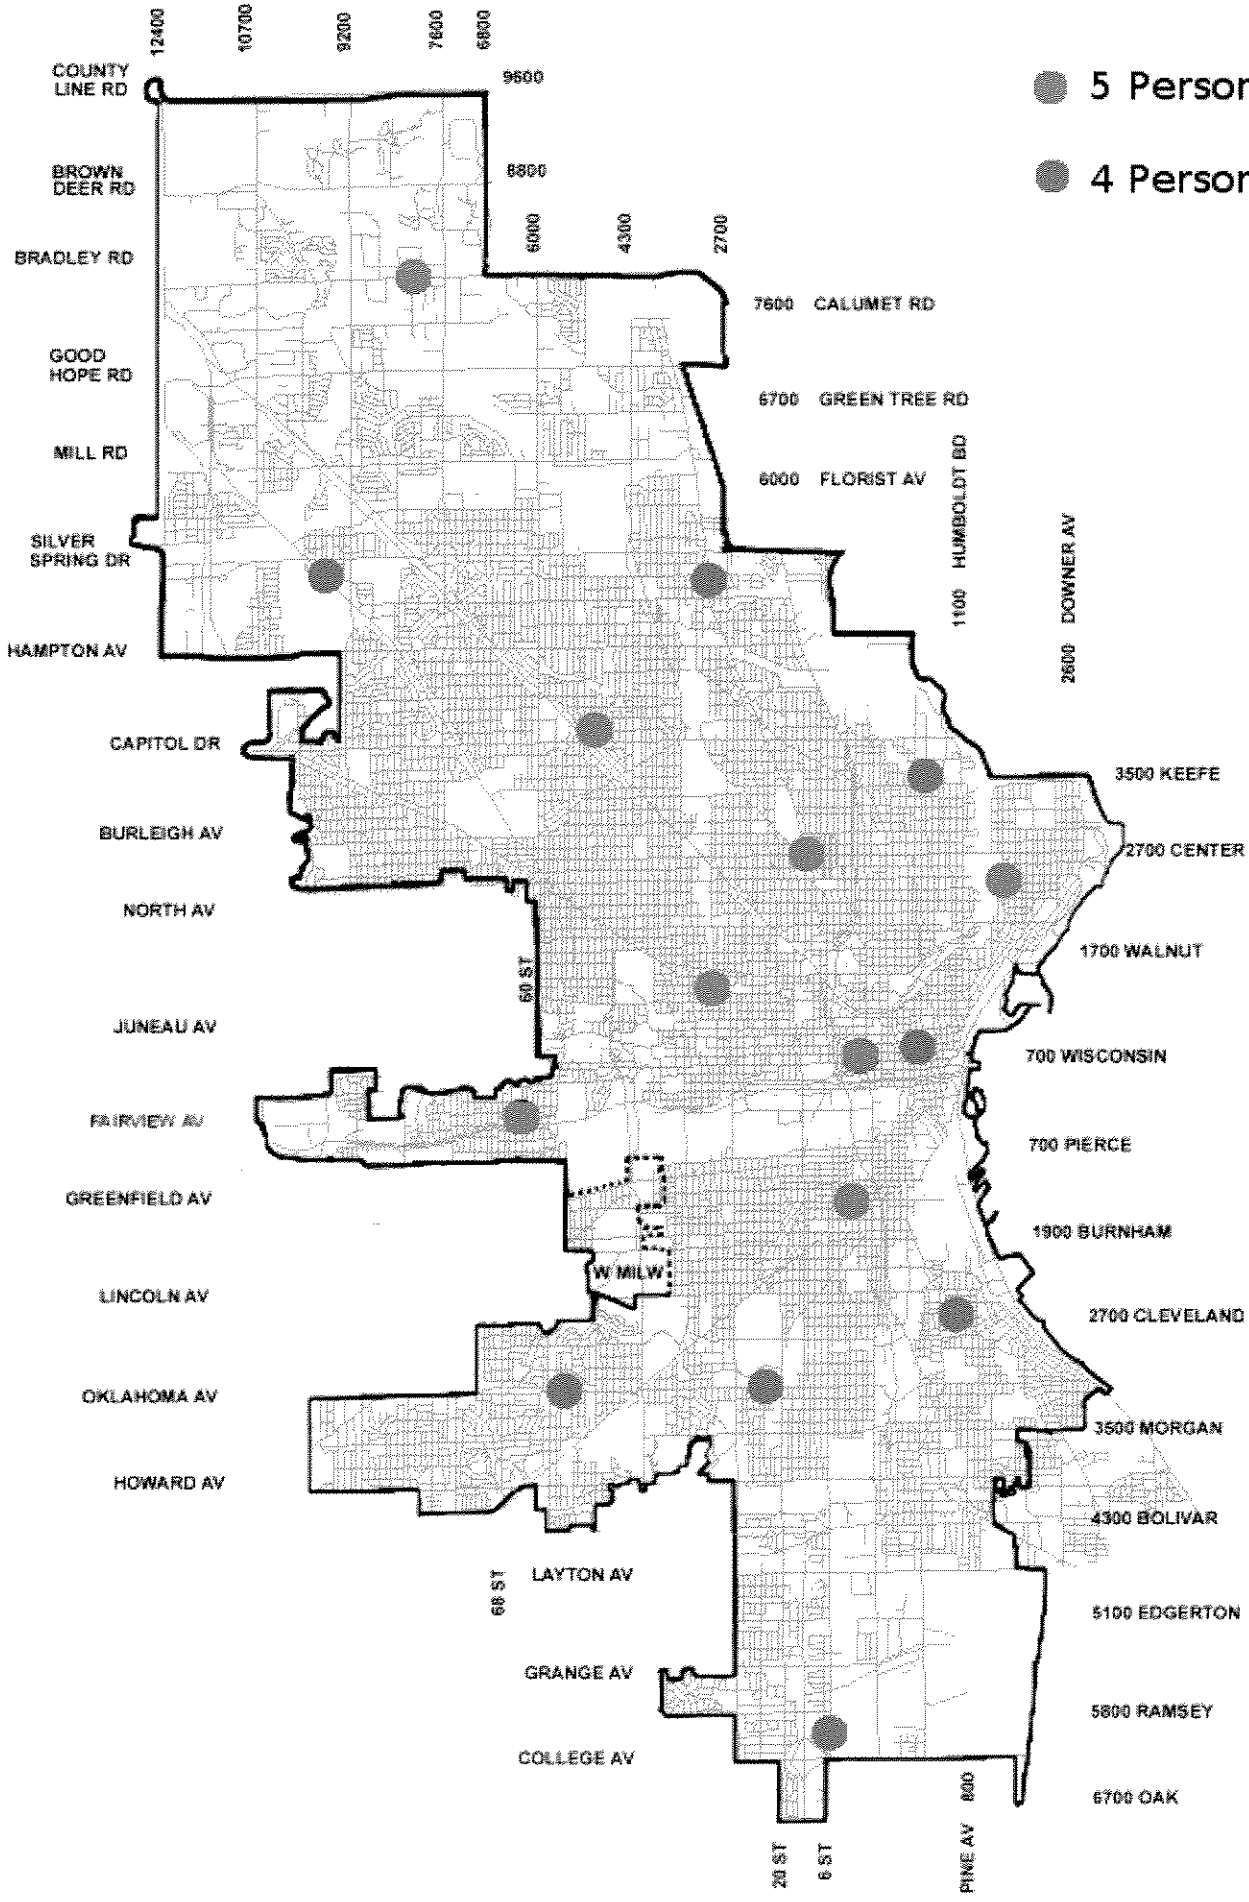 12400
10700
9200
7600
6800
COUNTY
LINE RD
9600
5 Person
BROWN
DEER RD
8800
4 Person
6000
4300
2700
BRADLEY RD
7600 CALUMET RD
GOOD
HOPE RD
6700 GREEN TREE RD
MILL RD
6000 FLORIST AV
1100 HUMBOLDT BD
2600 DOWNER AV
SILVER
SPRING DR
HAMPTON AV
CAPITOL DR
3500 KEEFE
BURLEIGH AV
2700 CENTER
NORTH AV
1700 WALNUT
60 ST
JUNEAU AV
700 WISCONSIN
FAIRVIEW AV
700 PIERCE
GREENFIELD AV
1900 BURNHAM
W MILW
LINCOLN AV
2700 CLEVELAND
OKLAHOMA AV
3500 MORGAN
HOWARD AV
4300 BOLIVAR
68 ST
LAYTON AV
5100 EDGERTON
GRANGE AV
5800 RAMSEY
COLLEGE AV
6700 OAK
20 ST
6 ST
PINE AV 800